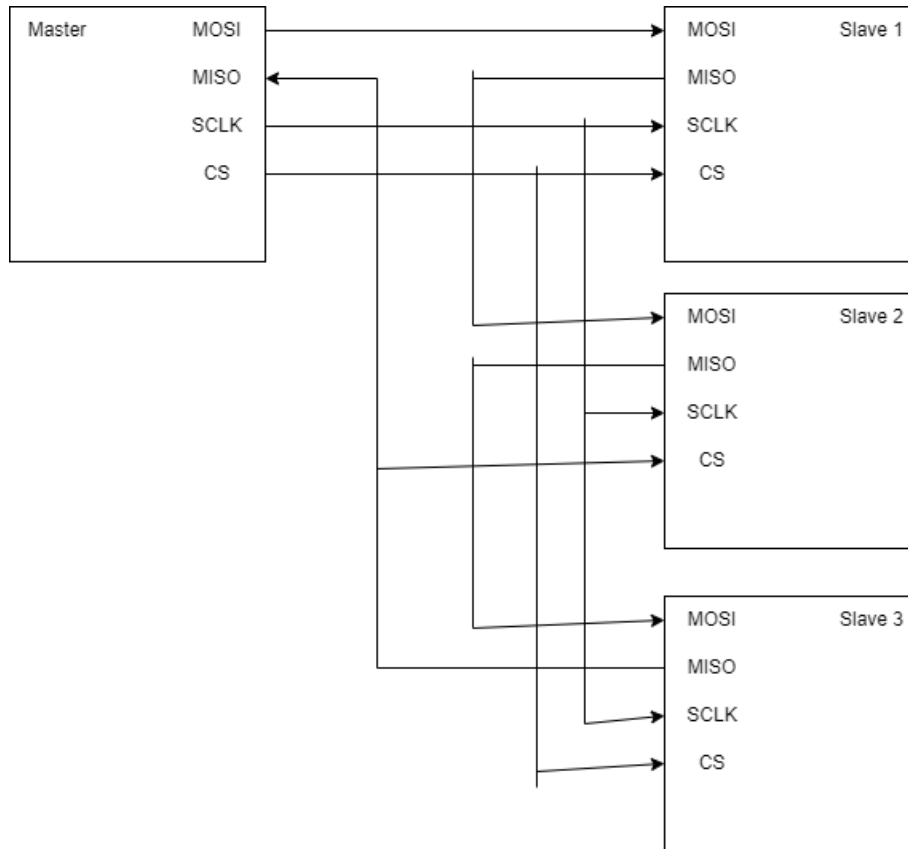 Master MOSI
MISO
SCLK
CS
MOSI Slave 1
MISO
SCLK
CS
MOSI Slave 2
MISO
SCLK
CS
MOSI Slave 3
MISO
SCLK
CS